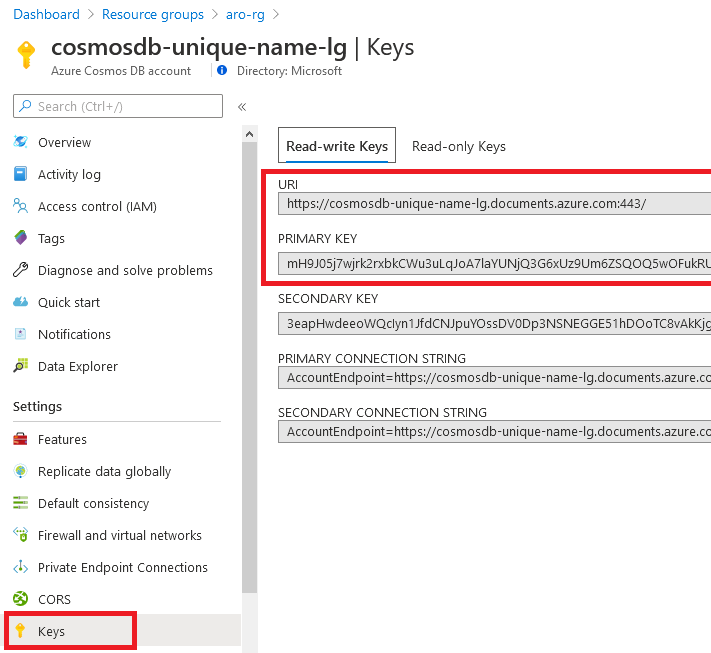 Dashboard > Resource groups > aro-rg >
cosmosdb-unique-name-lg | Keys
Azure Cosmos DB account
Directory: Microsoft
Search (Ctrl+/)
«
Overview
Activity log
Access control (IAM)
Tags
Diagnose and solve problems
Quick start
Notifications
Data Explorer
Settings
Features
Replicate data globally
Default consistency
Firewall and virtual networks
Private Endpoint Connections
CORS
Keys
Read-write Keys
Read-only Keys
URI
https://cosmosdb-unique-name-lg.documents.azure.com:443/
PRIMARY KEY
mH9J05j7wjrk2rxbkCWu3uLqJoA7laYUNjQ3G6xUz9Um6ZSQOQ5wOFukRU
SECONDARY KEY
3eapHwdeeoWQcIyn1JfdCNJpuYOssDV0Dp3NSNEGGE51hDOoTC8vAkKjg
PRIMARY CONNECTION STRING
AccountEndpoint=https://cosmosdb-unique-name-lg.documents.azure.co
SECONDARY CONNECTION STRING
AccountEndpoint=https://cosmosdb-unique-name-lg.documents.azure.co